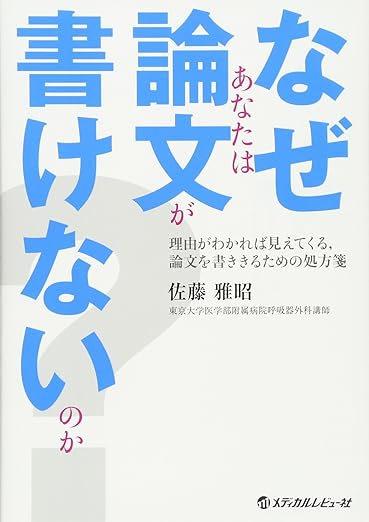 なぜ
あなたは
論文が
書けないのか
理由がわかれば見えてくる，
論文を書ききるための処方箋
佐藤 雅昭
東京大学医学部附属病院呼吸器外科講師
?
メディカルレビュー社